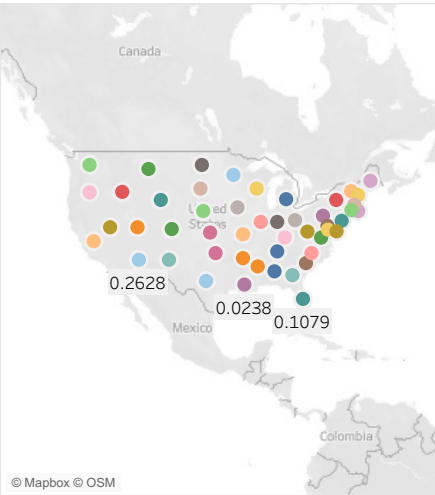 Canada
United
States
0.2628
0.0238
0.1079
Mexico
Colombia
© Mapbox © OSM